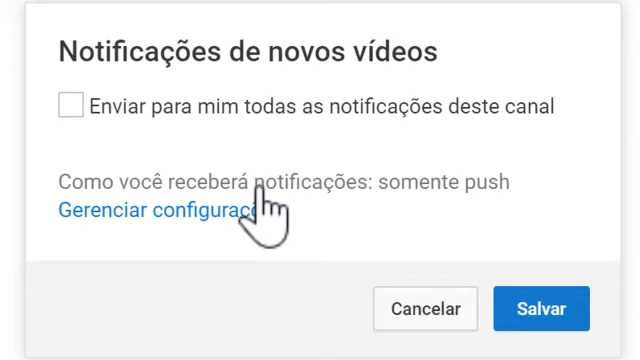 Notificações de novos vídeos
Enviar para mim todas as notificações deste canal
Como você receberá notificações: somente push
Gerenciar
Cancelar
Salvar